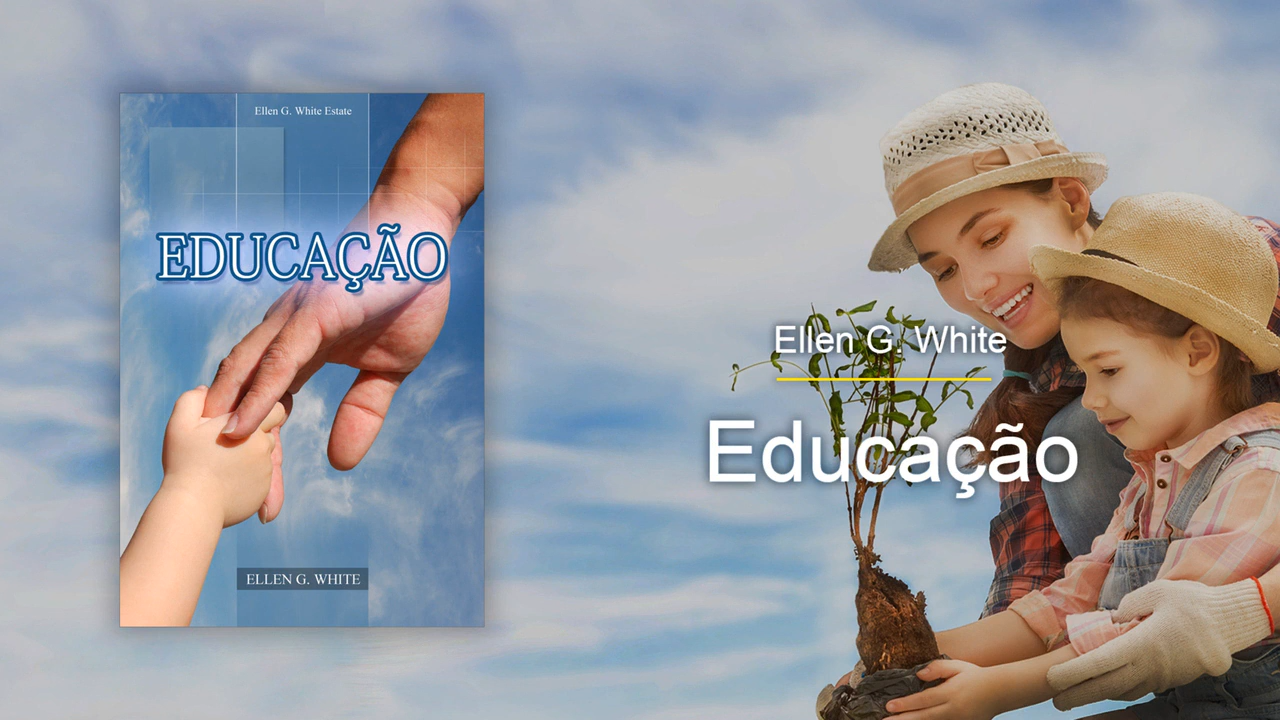 Ellen G. White Estate
EDUCAÇÃO
ELLEN G. WHITE
Ellen G. White
Educação